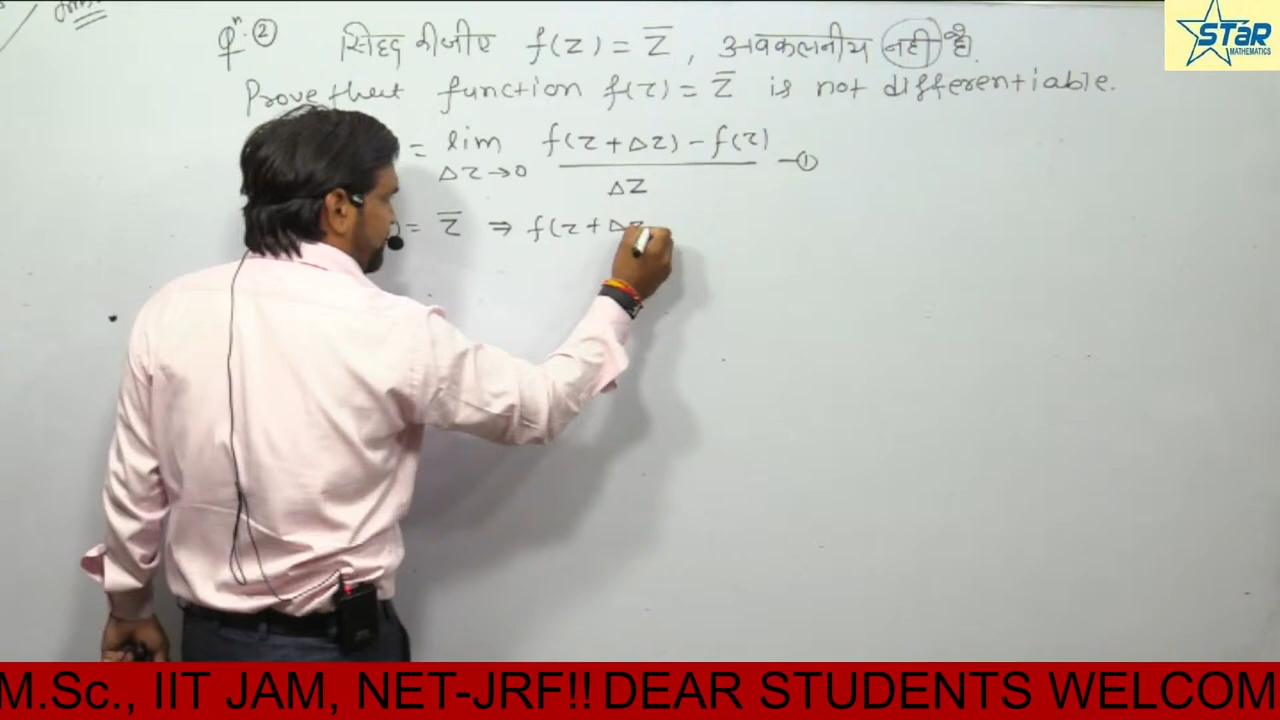 qⁿ ② सिद्द कीजीए f(z) = z̅ , अवकलनीय नही है.
Prove that function f(z) = z̅ is not differentiable.
= lim f(z + Δz) - f(z) —①
Δz → 0 Δz
= z̅ ⇒ f(z + Δz
STAR
MATHEMATICS
M.Sc., IIT JAM, NET-JRF!! DEAR STUDENTS WELCOM